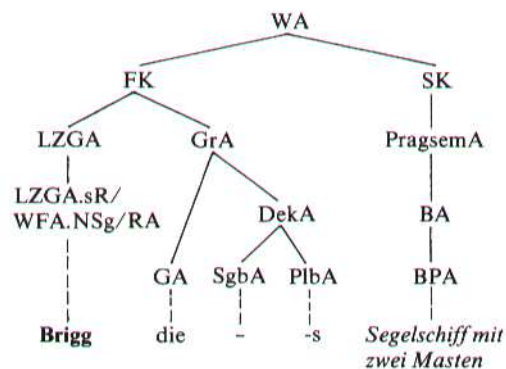 WA
FK SK
LZGA GrA PragsemA
LZGA.sR/
WFA.NSg/RA
DekA BA
GA SgbA PlbA BPA
Brigg die - -s Segelschiff mit
zwei Masten